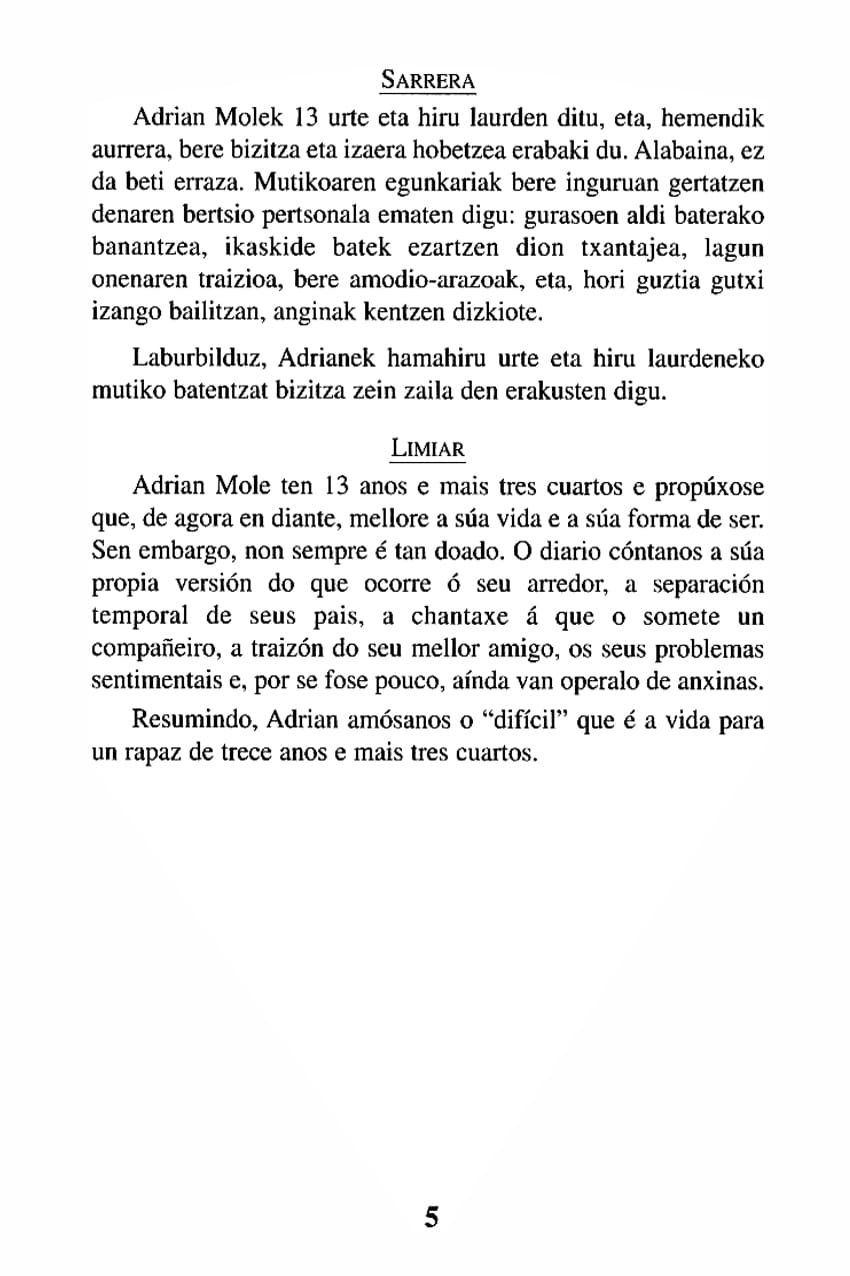 SARRERA
Adrian Molek 13 urte eta hiru laurden ditu, eta, hemendik
aurrera, bere bizitza eta izaera hobetzea erabaki du. Alabaina, ez
da beti erraza. Mutikoaren egunkariak bere inguruan gertatzen
denaren bertsio pertsonala ematen digu: gurasoen aldi baterako
banantzea, ikaskide batek ezartzen dion txantajea, lagun
onenaren traizioa, bere amodio-arazoak, eta, hori guztia gutxi
izango bailitzan, anginak kentzen dizkiote.
Laburbilduz, Adrianek hamahiru urte eta hiru laurdeneko
mutiko batentzat bizitza zein zaila den erakusten digu.
LIMIAR
Adrian Mole ten 13 anos e mais tres cuartos e propúxose
que, de agora en diante, mellore a súa vida e a súa forma de ser.
Sen embargo, non sempre é tan doado. O diario cóntanos a súa
propia versión do que ocorre ó seu arredor, a separación
temporal de seus pais, a chantaxe á que o somete un
compañeiro, a traizón do seu mellor amigo, os seus problemas
sentimentais e, por se fose pouco, aínda van operalo de anxinas.
Resumindo, Adrian amósanos o “difícil” que é a vida para
un rapaz de trece anos e mais tres cuartos.
5